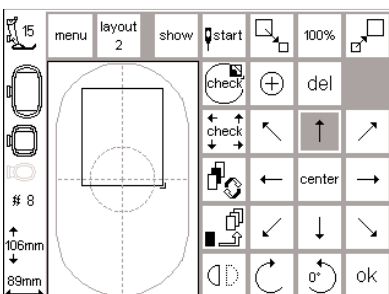 15
menu
layout
2
show
start
100%
check
del
check
center
# 8
106mm
89mm
0°
ok